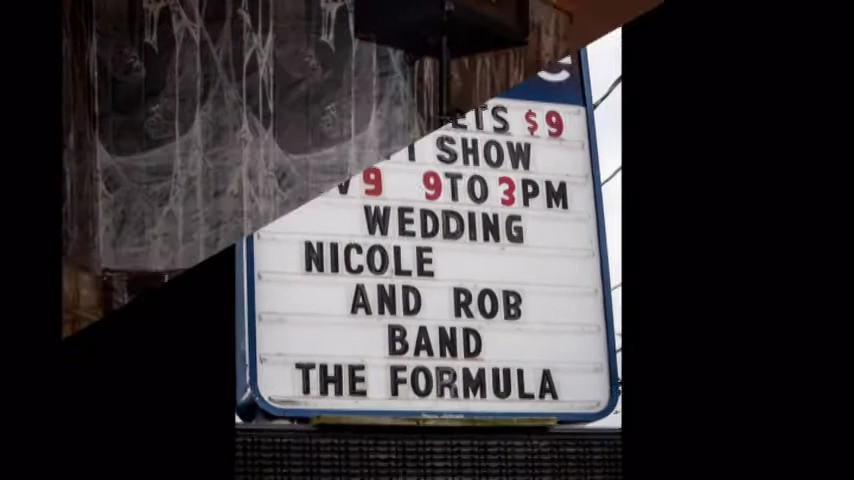 $9
SHOW
9 9TO3PM
WEDDING
NICOLE
AND ROB
BAND
THE FORMULA